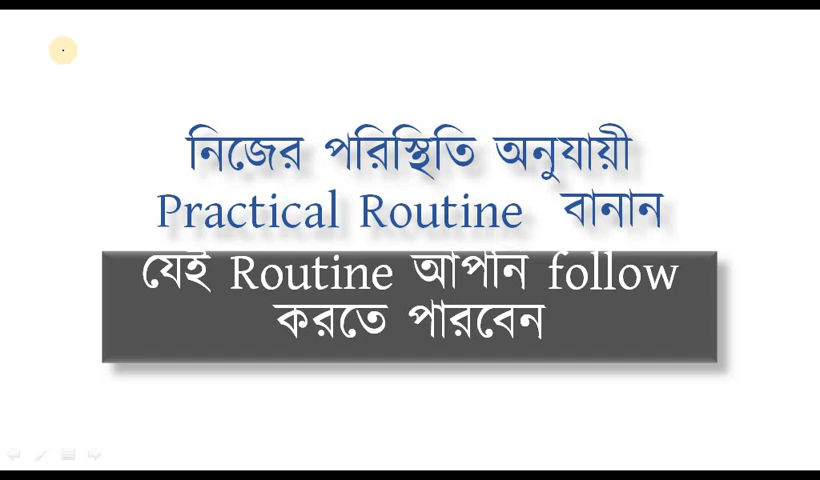 নিজের পরিস্থিতি অনুযায়ী
Practical Routine বানান
যেই Routine আপনি follow
করতে পারবেন